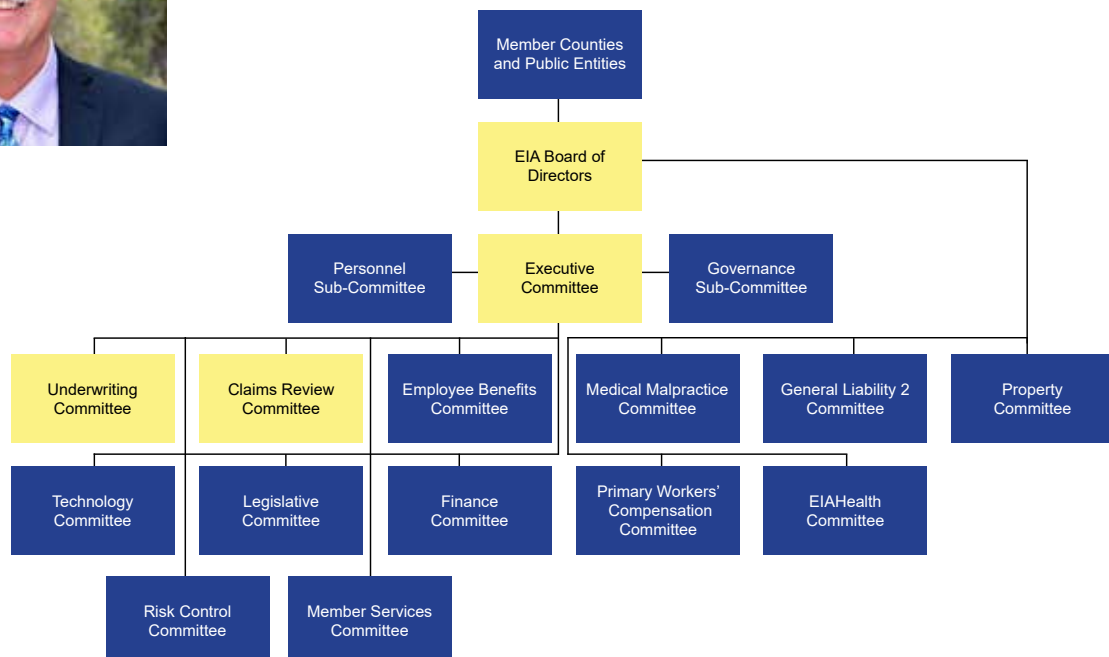 Member Counties
and Public Entities
EIA Board of
Directors
Personnel
Sub-Committee
Executive
Committee
Governance
Sub-Committee
Underwriting
Committee
Claims Review
Committee
Employee Benefits
Committee
Medical Malpractice
Committee
General Liability 2
Committee
Property
Committee
Technology
Committee
Legislative
Committee
Finance
Committee
Primary Workers’
Compensation
Committee
EIAHealth
Committee
Risk Control
Committee
Member Services
Committee